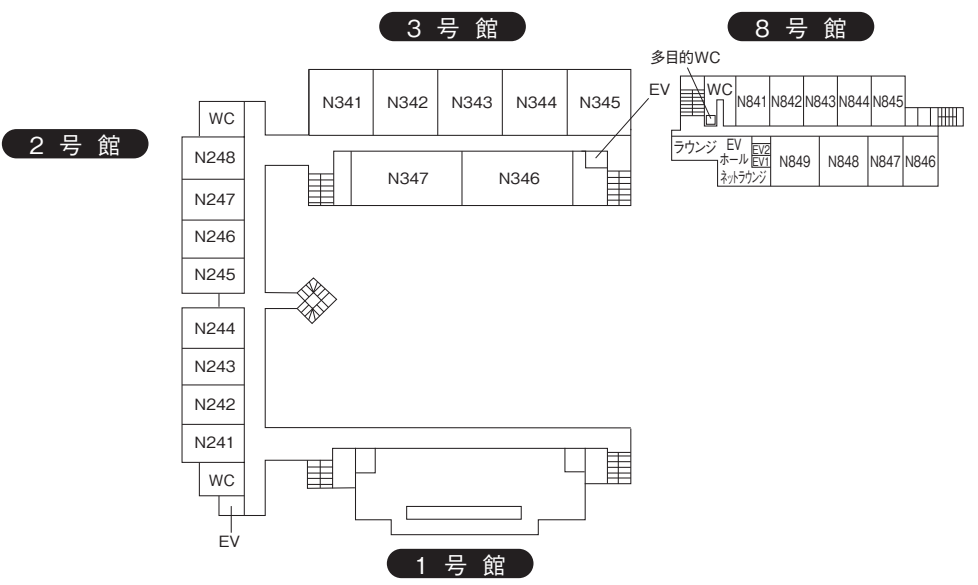 3 号 館
8 号 館
多目的WC
EV
WC
N341
N342
N343
N344
N345
WC
N841
N842
N843
N844
N845
2 号 館
N248
N347
N346
ラウンジ
EV
ホール
EV2
EV1
ネットラウンジ
N849
N848
N847
N846
N247
N246
N245
N244
N243
N242
N241
WC
EV
1 号 館